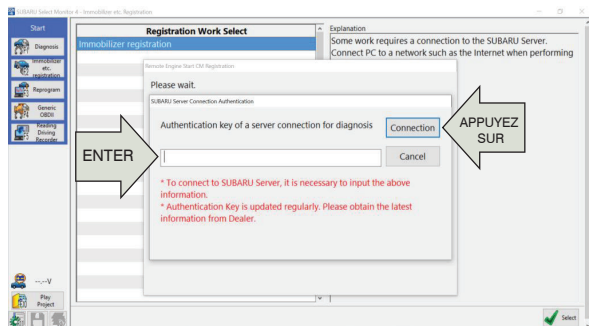 SUBARU Select Monitor 4 - Immobilizer etc. Registration
Start
Diagnosis
Immobilizer
etc.
registration
Reprogram
Generic
OBDII
Reading
Driving
Recorder
--.--V
Play
Project
Registration Work Select
Immobilizer registration
Explanation
Some work requires a connection to the SUBARU Server.
Connect PC to a network such as the Internet when performing
Remote Engine Start CM Registration
Please wait.
SUBARU Server Connection Authentication
Authentication key of a server connection for diagnosis
Connection
Cancel
* To connect to SUBARU Server, it is necessary to input the above
information.
* Authentication Key is updated regularly. Please obtain the latest
information from Dealer.
ENTER
APPUYEZ
SUR
Select